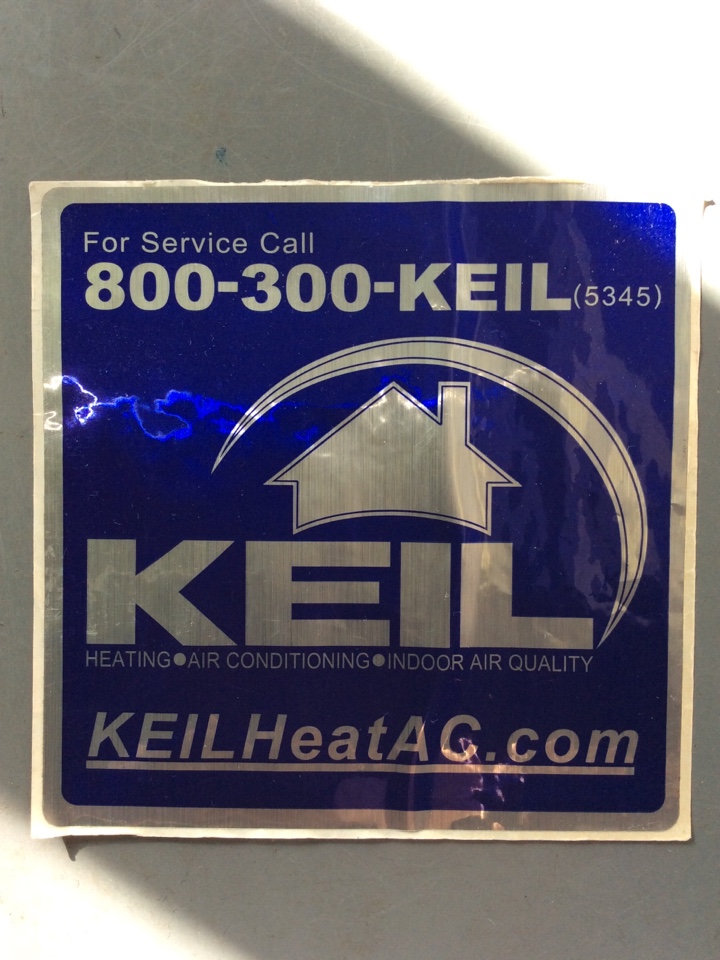 For Service Call
800-300-KEIL(5345)
KEIL
HEATING●AIR CONDITIONING●INDOOR AIR QUALITY
KEILHeatAC.com